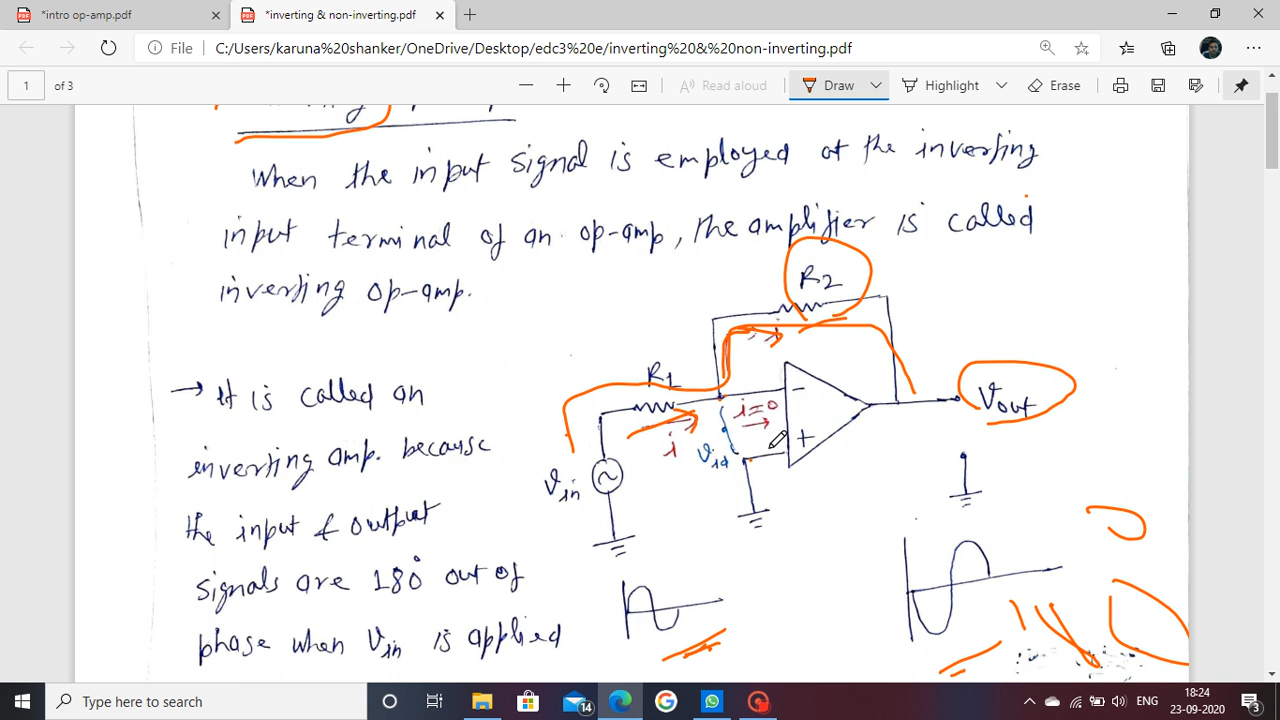 *intro op-amp.pdf
*inverting & non-inverting.pdf
File
C:/Users/karuna%20shanker/OneDrive/Desktop/edc3%20e/inverting%20&%20non-inverting.pdf
1 of 3
Read aloud
Draw
Highlight
Erase
When the input signal is employed at the inverting
input terminal of an op-amp, the amplifier is called
inverting op-amp.
R2
→ It is called an
inverting amp. because
the input & output
signals are 180° out of
phase when Vin is applied
R1
i
i=0
i
Vid
Vin
-
+
Vout
Type here to search
14
ENG
18:24
23-09-2020
3